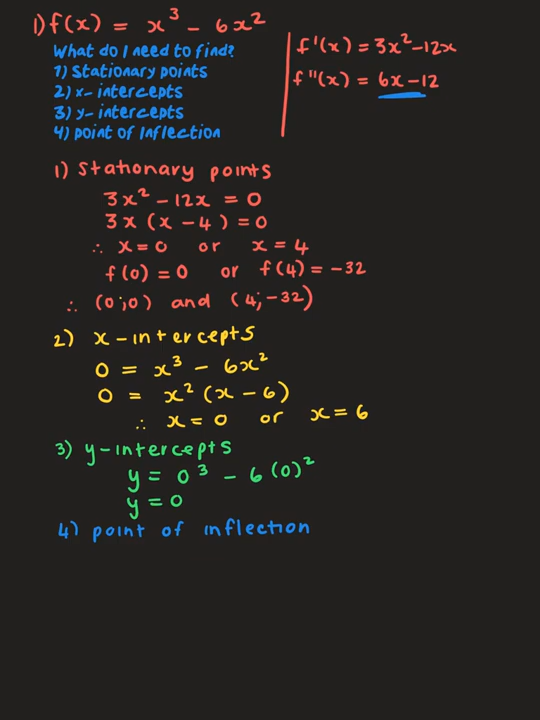 1) f(x) = x³ - 6x²
What do I need to find?
1) Stationary points
2) x- intercepts
3) y- intercepts
4) point of Inflection
f'(x) = 3x² -12x
f"(x) = 6x -12
1) Stationary points
3x² -12x = 0
3x (x -4) = 0
∴ x = 0 or x = 4
f(0) = 0 or f(4) = -32
∴ (0;0) and (4;-32)
2) x - intercepts
0 = x³ - 6x²
0 = x² (x - 6)
∴ x = 0 or x = 6
3) y-intercepts
y = 0³ - 6(0)²
y = 0
4) point of inflection